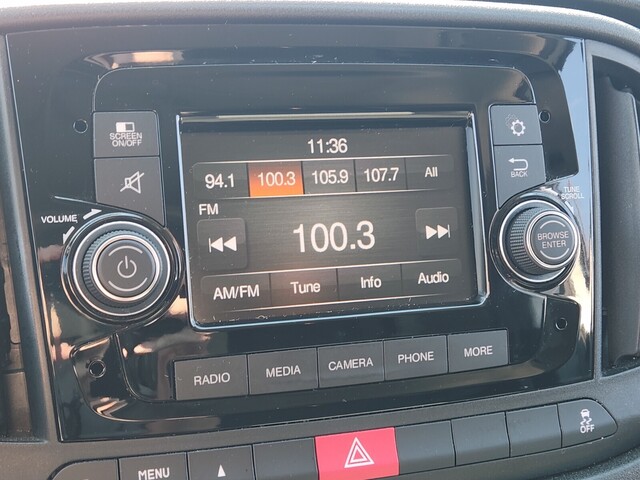 SCREEN
ON/OFF
11:36
94.1 100.3 105.9 107.7 All
BACK
FM
VOLUME
TUNE
SCROLL
100.3
BROWSE
ENTER
AM/FM Tune Info Audio
RADIO MEDIA CAMERA PHONE MORE
OFF
MENU